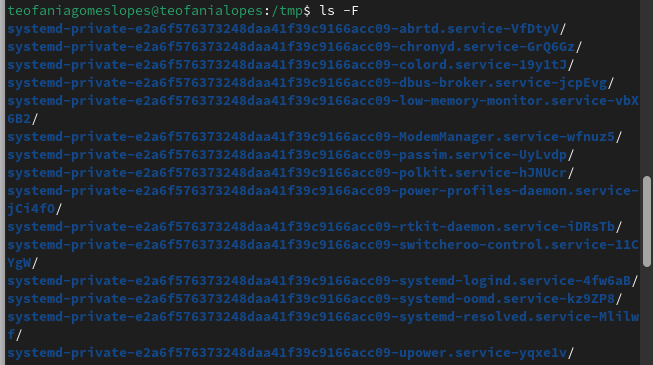 teofaniagomeslopes@teofanialopes:/tmp$ ls -F
systemd-private-e2a6f576373248daa41f39c9166acc09-abrtd.service-VfDtyV/
systemd-private-e2a6f576373248daa41f39c9166acc09-chronyd.service-GrQ6Gz/
systemd-private-e2a6f576373248daa41f39c9166acc09-colord.service-19y1tJ/
systemd-private-e2a6f576373248daa41f39c9166acc09-dbus-broker.service-jcpEvg/
systemd-private-e2a6f576373248daa41f39c9166acc09-low-memory-monitor.service-vbX
6B2/
systemd-private-e2a6f576373248daa41f39c9166acc09-ModemManager.service-wfnuz5/
systemd-private-e2a6f576373248daa41f39c9166acc09-passim.service-UyLvdp/
systemd-private-e2a6f576373248daa41f39c9166acc09-polkit.service-hJNUcr/
systemd-private-e2a6f576373248daa41f39c9166acc09-power-profiles-daemon.service-
jCi4fO/
systemd-private-e2a6f576373248daa41f39c9166acc09-rtkit-daemon.service-iDRsTb/
systemd-private-e2a6f576373248daa41f39c9166acc09-switcheroo-control.service-11C
YgW/
systemd-private-e2a6f576373248daa41f39c9166acc09-systemd-logind.service-4fw6aB/
systemd-private-e2a6f576373248daa41f39c9166acc09-systemd-oomd.service-kz9ZP8/
systemd-private-e2a6f576373248daa41f39c9166acc09-systemd-resolved.service-Mlilw
f/
systemd-private-e2a6f576373248daa41f39c9166acc09-upower.service-yqxe1v/